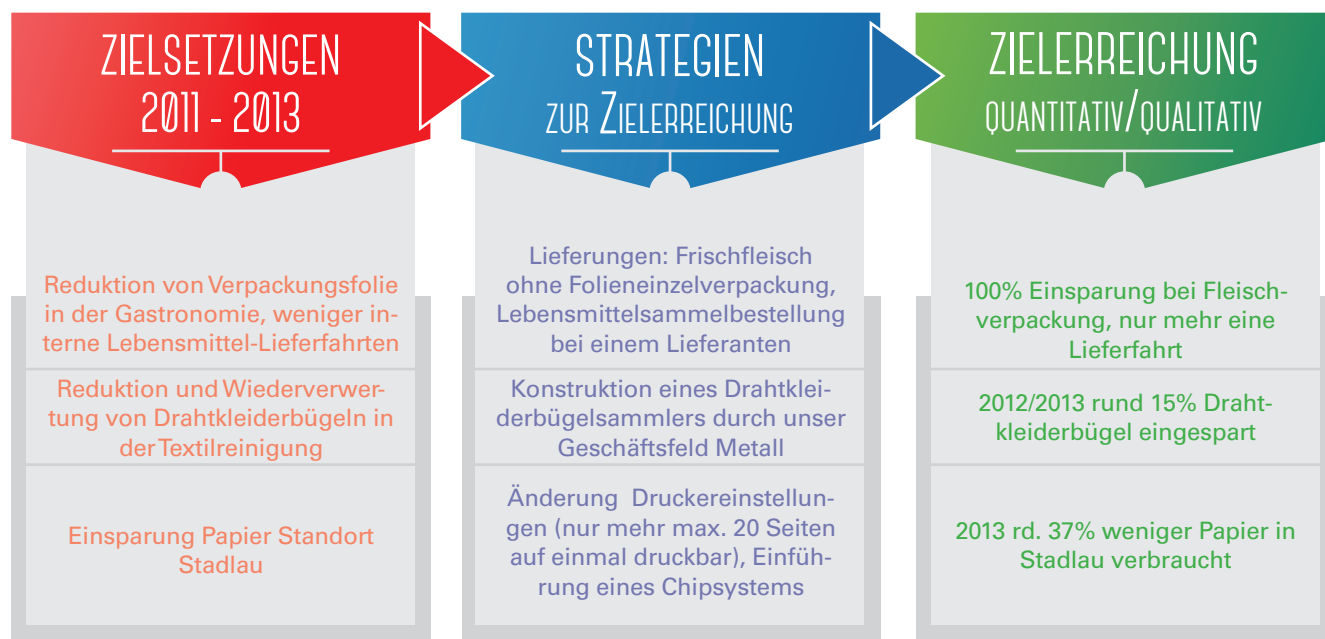 ZIELSETZUNGEN
2011 - 2013
STRATEGIEN
ZUR ZIELERREICHUNG
ZIELERREICHUNG
QUANTITATIV/QUALITATIV
Reduktion von Verpackungsfolie
in der Gastronomie, weniger in-
terne Lebensmittel-Lieferfahrten
Lieferungen: Frischfleisch
ohne Folieneinzelverpackung,
Lebensmittelsammelbestellung
bei einem Lieferanten
100% Einsparung bei Fleisch-
verpackung, nur mehr eine
Lieferfahrt
Reduktion und Wiederverwer-
tung von Drahtkleiderbügeln in
der Textilreinigung
Konstruktion eines Drahtklei-
derbügelsammlers durch unser
Geschäftsfeld Metall
2012/2013 rund 15% Draht-
kleiderbügel eingespart
Einsparung Papier Standort
Stadlau
Änderung Druckereinstellun-
gen (nur mehr max. 20 Seiten
auf einmal druckbar), Einfüh-
rung eines Chipsystems
2013 rd. 37% weniger Papier in
Stadlau verbraucht